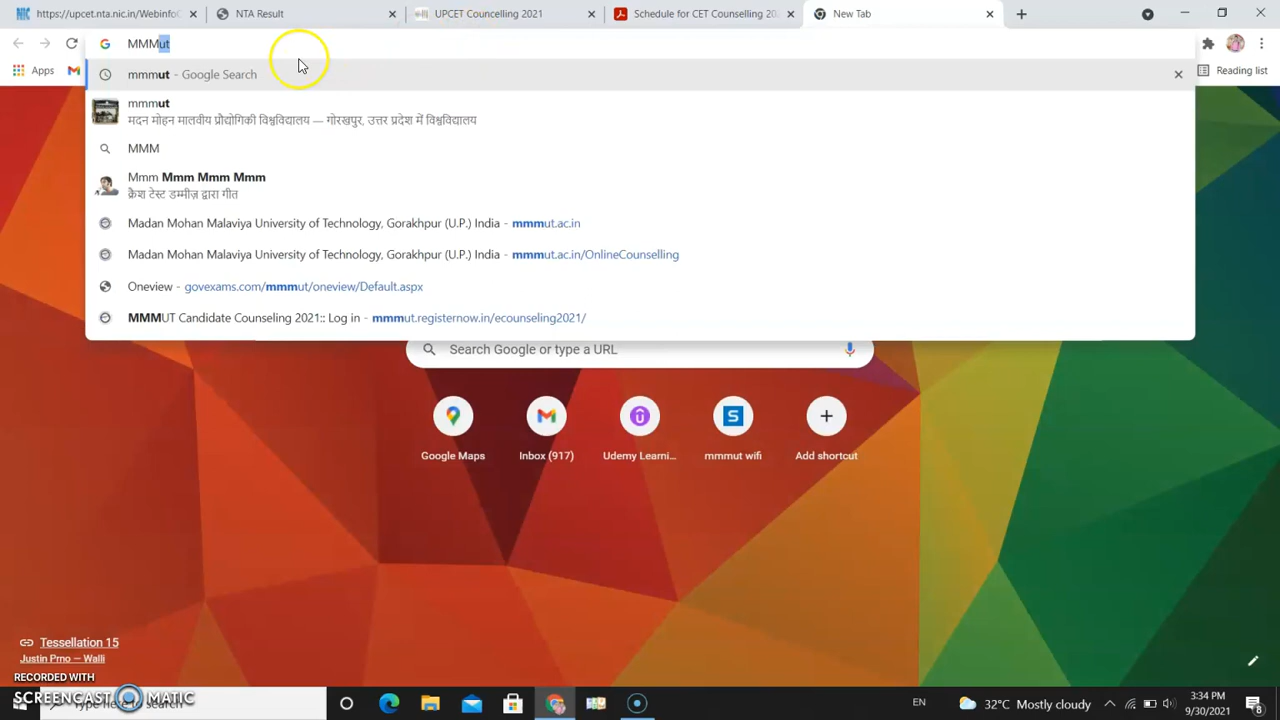 https://upcet.nta.nic.in/WebinfoC
NTA Result
UPCET Councelling 2021
Schedule for CET Counselling 20
New Tab
MMMut
Apps
Reading list
mmmut - Google Search
mmmut
मदन मोहन मालवीय प्रौद्योगिकी विश्वविद्यालय — गोरखपुर, उत्तर प्रदेश में विश्वविद्यालय
MMM
Mmm Mmm Mmm Mmm
क्रैश टेस्ट डम्मीज़ द्वारा गीत
Madan Mohan Malaviya University of Technology, Gorakhpur (U.P.) India - mmmut.ac.in
Madan Mohan Malaviya University of Technology, Gorakhpur (U.P.) India - mmmut.ac.in/OnlineCounselling
Oneview - govexams.com/mmmut/oneview/Default.aspx
MMMUT Candidate Counseling 2021:: Log in - mmmut.registernow.in/ecounseling2021/
Search Google or type a URL
Google Maps
Inbox (917)
Udemy Learni...
mmmut wifi
Add shortcut
Tessellation 15
Justin Prno — Walli
RECORDED WITH
SCREENCAST MATIC
Type here to search
32°C Mostly cloudy
EN
3:34 PM
9/30/2021
8